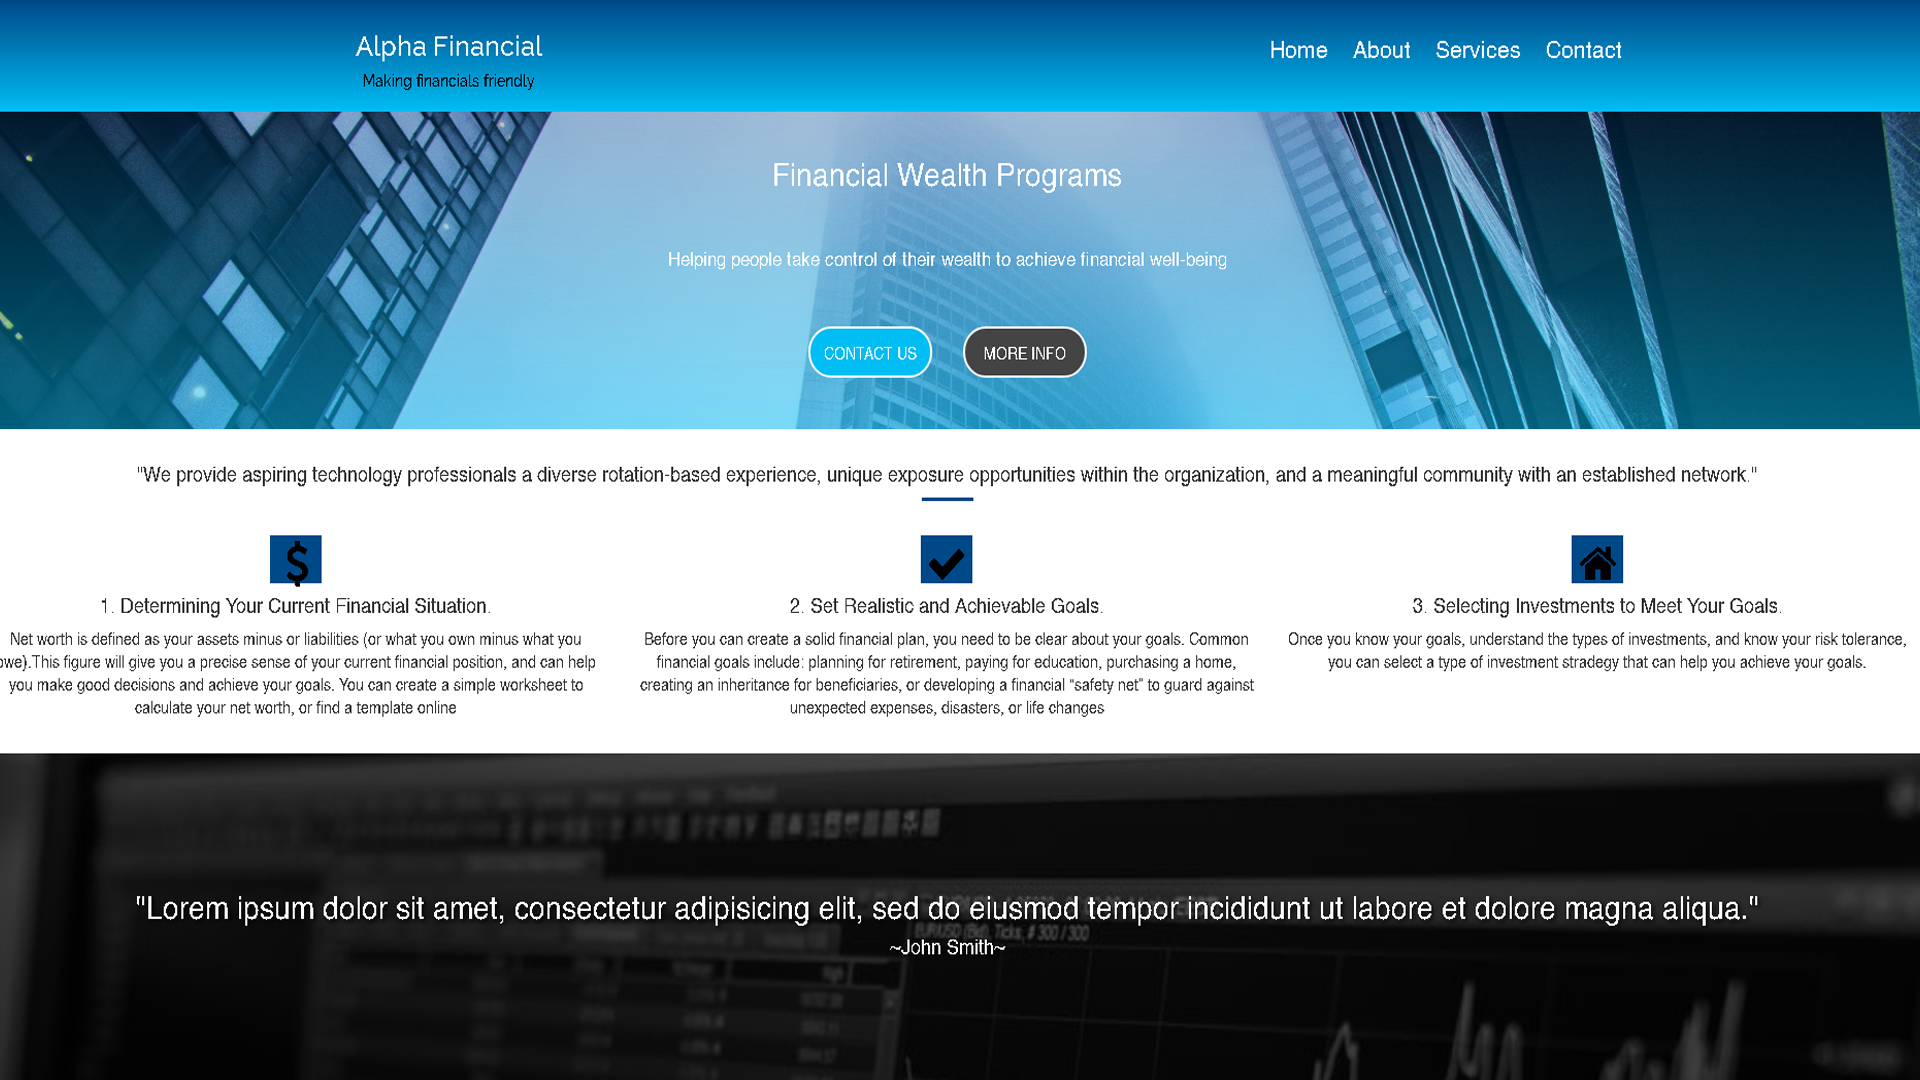 Alpha Financial
Making financials friendly
Home About Services Contact
Financial Wealth Programs
Helping people take control of their wealth to achieve financial well-being
CONTACT US MORE INFO
"We provide aspiring technology professionals a diverse rotation-based experience, unique exposure opportunities within the organization, and a meaningful community with an established network."
1. Determining Your Current Financial Situation.
Net worth is defined as your assets minus or liabilities (or what you own minus what you
owe}.This figure will give you a precise sense of your current financial position, and can help
you make good decisions and achieve your goals. You can create a simple worksheet to
calculate your net worth, or find a template online
2. Set Realistic and Achievable Goals.
Before you can create a solid financial plan, you need to be clear about your goals. Common
financial goals include: planning for retirement, paying for education, purchasing a home,
creating an inheritance for beneficiaries, or developing a financial “safety net” to guard against
unexpected expenses, disasters, or life changes
3. Selecting Investments to Meet Your Goals.
Once you know your goals, understand the types of investments, and know your risk tolerance,
you can select a type of investment stradegy that can help you achieve your goals.
"Lorem ipsum dolor sit amet, consectetur adipisicing elit, sed do eiusmod tempor incididunt ut labore et dolore magna aliqua."
EUR/USD (Bid), Ticks, # 300 / 300
~John Smith~